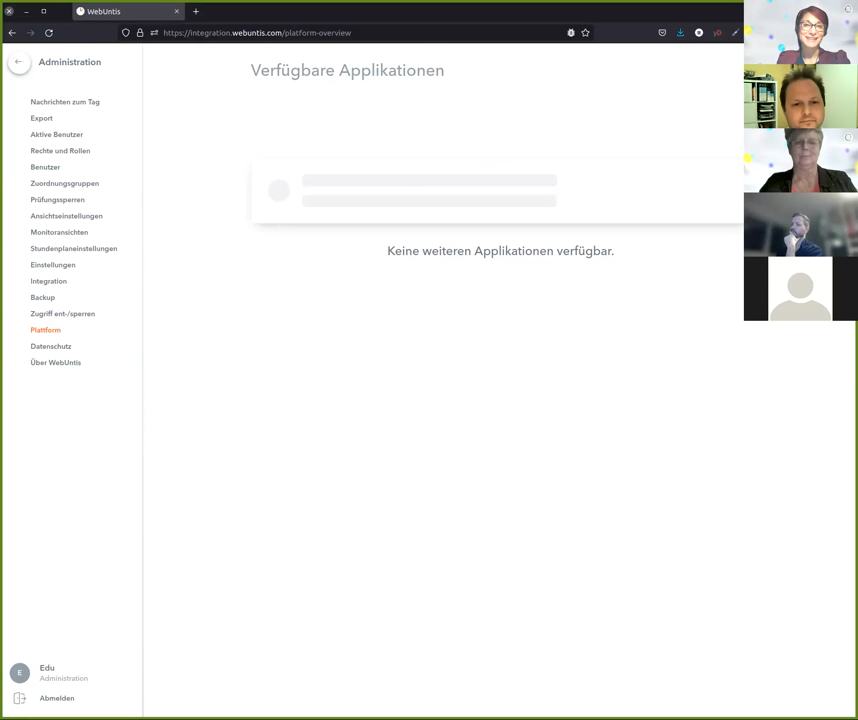 WebUntis
https://integration.webuntis.com/platform-overview
Administration
Verfügbare Applikationen
Nachrichten zum Tag
Export
Aktive Benutzer
Rechte und Rollen
Benutzer
Zuordnungsgruppen
Prüfungssperren
Ansichtseinstellungen
Monitoransichten
Stundenplaneinstellungen
Keine weiteren Applikationen verfügbar.
Einstellungen
Integration
Backup
Zugriff ent-/sperren
Plattform
Datenschutz
Über WebUntis
E
Edu
Administration
Abmelden